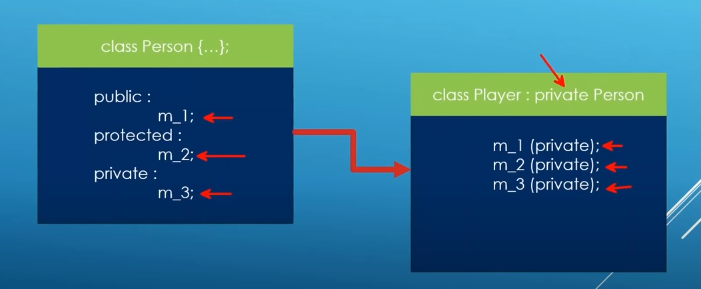 class Person {...};
public :
m_1;
protected :
m_2;
private :
m_3;
class Player : private Person
m_1 (private);
m_2 (private);
m_3 (private);